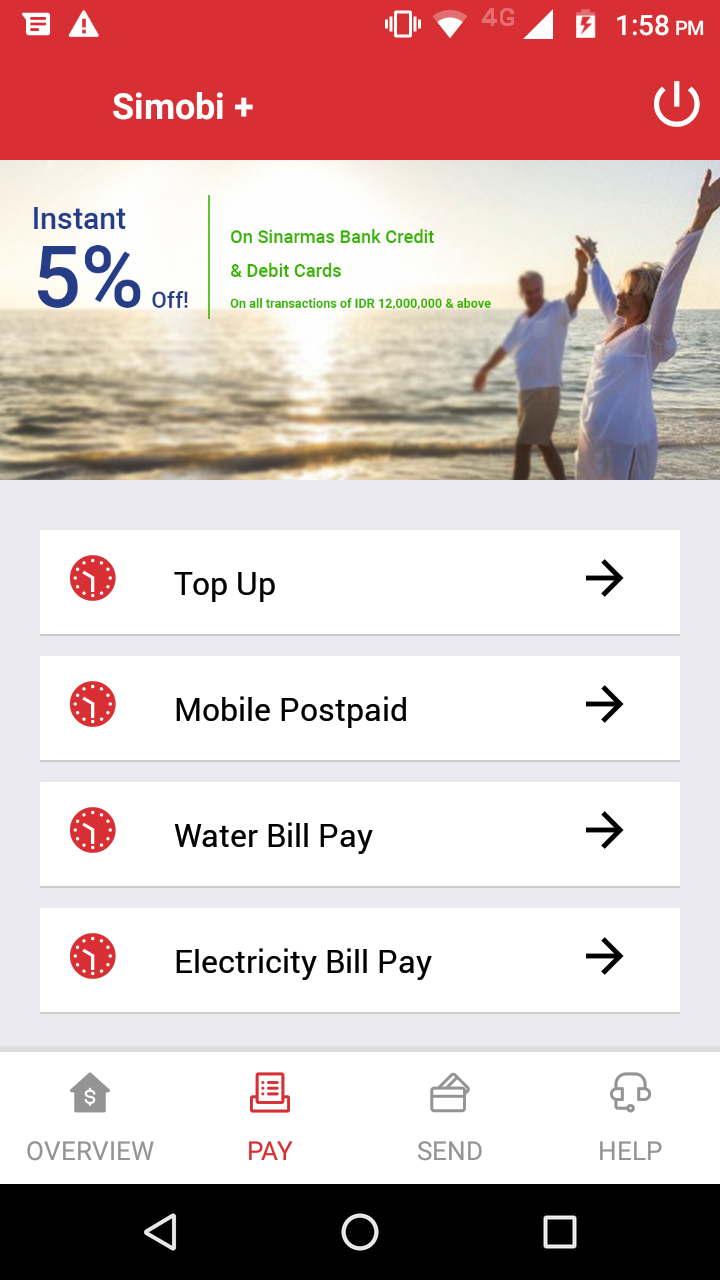 4G 1:58 PM
Simobi +
Instant
5% Off!
On Sinarmas Bank Credit
& Debit Cards
On all transactions of IDR 12,000,000 & above
Top Up
Mobile Postpaid
Water Bill Pay
Electricity Bill Pay
OVERVIEW PAY SEND HELP